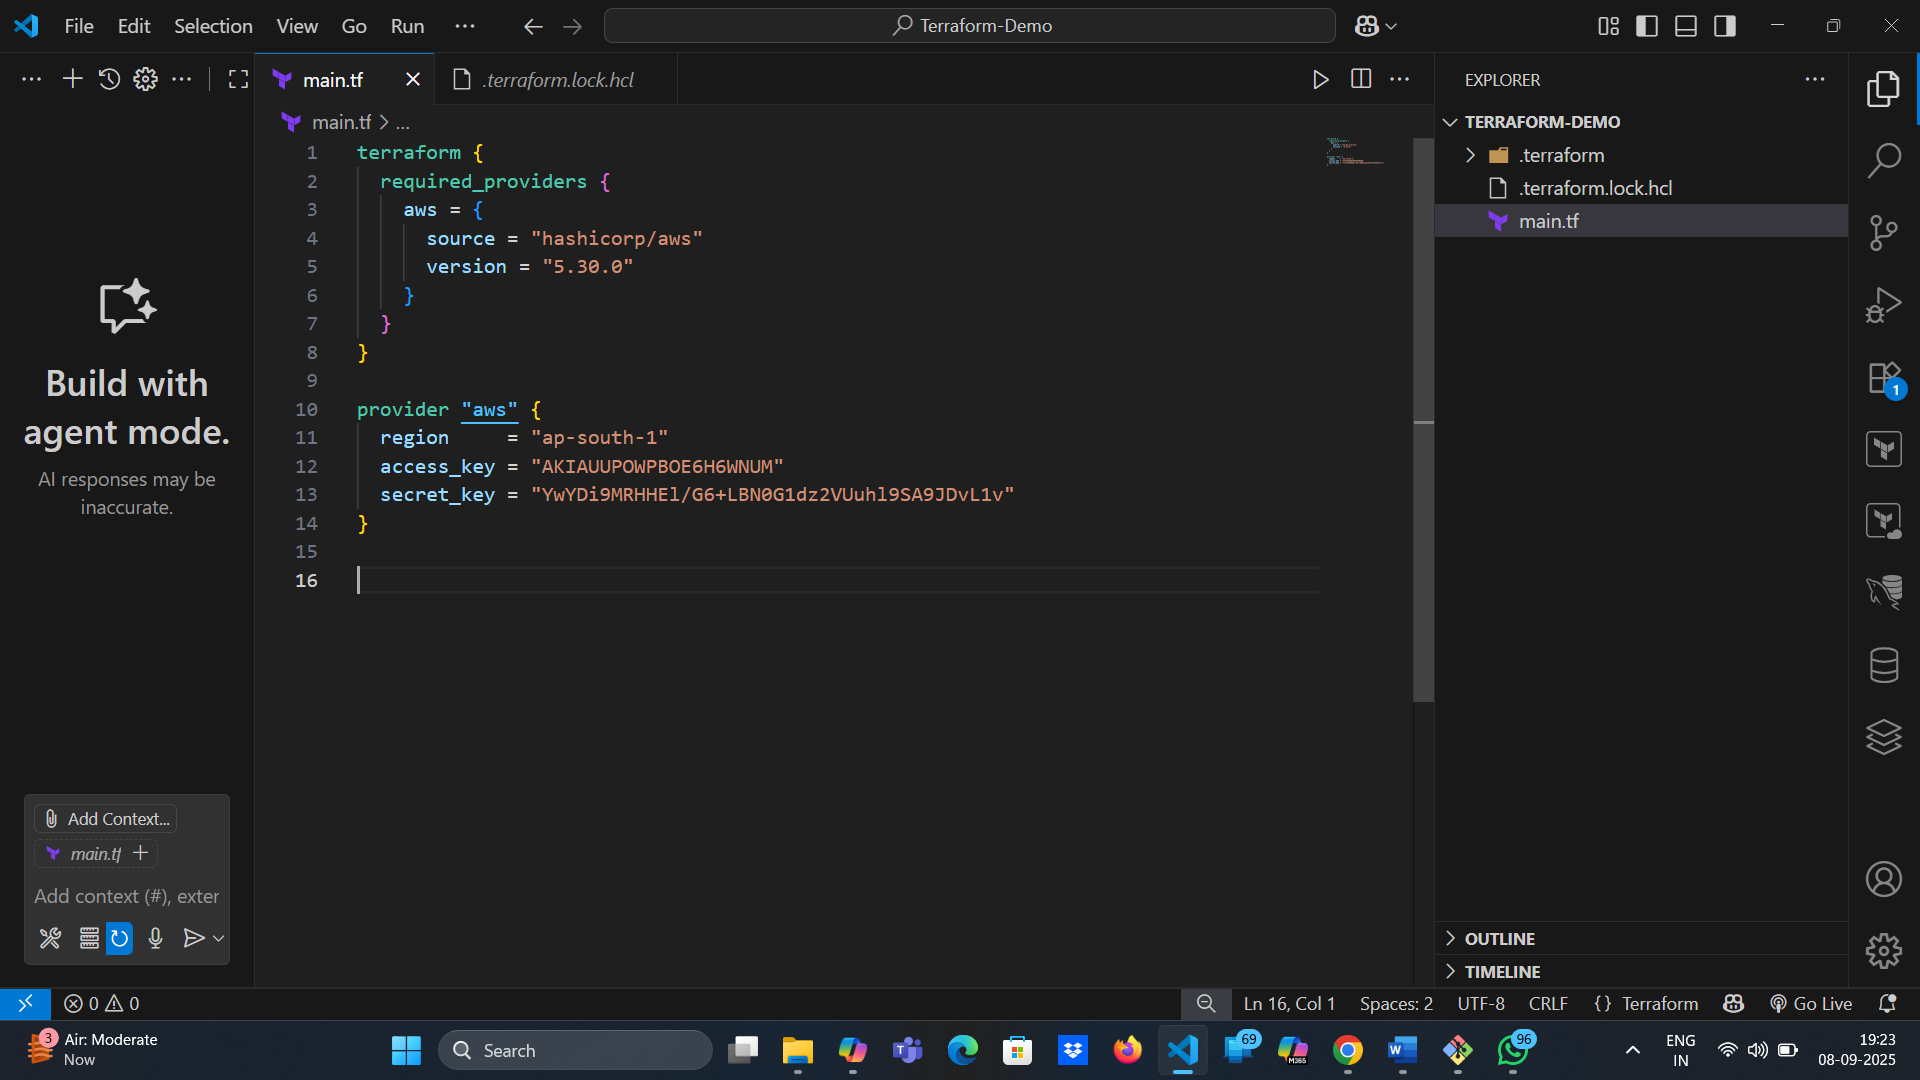 File Edit Selection View Go Run
Terraform-Demo
main.tf
.terraform.lock.hcl
main.tf > ...
Build with
agent mode.
AI responses may be
inaccurate.
Add Context...
main.tf
Add context (#), exter
1 terraform {
2 required_providers {
3 aws = {
4 source = "hashicorp/aws"
5 version = "5.30.0"
6 }
7 }
8 }
9
10 provider "aws" {
11 region = "ap-south-1"
12 access_key = "AKIAUUPOWPBOE6H6WNUM"
13 secret_key = "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"
14 }
15
16
EXPLORER
TERRAFORM-DEMO
.terraform
.terraform.lock.hcl
main.tf
OUTLINE
TIMELINE
1
0 0
Ln 16, Col 1 Spaces: 2 UTF-8 CRLF {} Terraform Go Live
3
Air: Moderate
Now
Search
69
M365
96
ENG
IN
19:23
08-09-2025